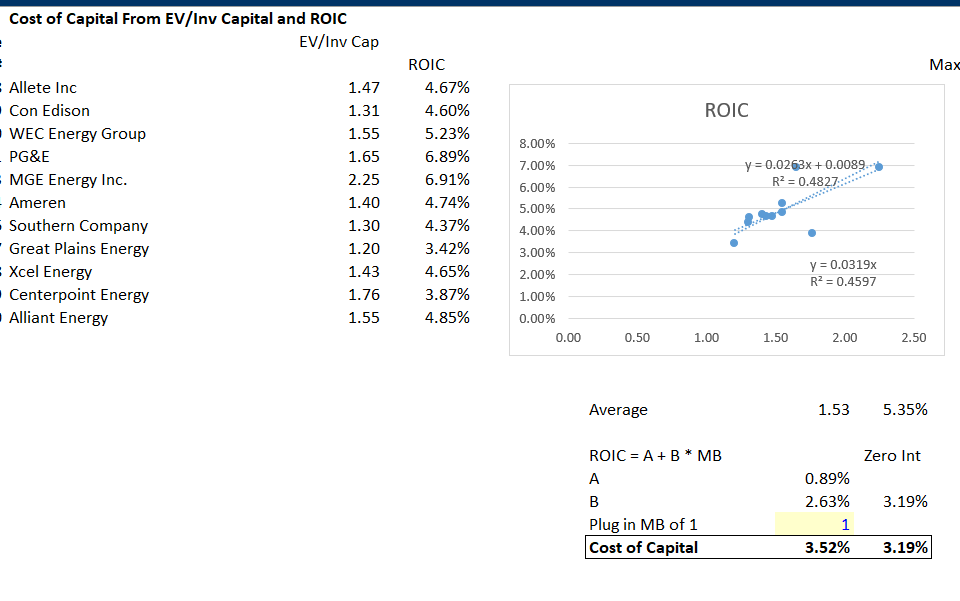 Cost of Capital From EV/Inv Capital and ROIC
EV/Inv Cap
ROIC
Max
Allete Inc 1.47 4.67%
Con Edison 1.31 4.60%
WEC Energy Group 1.55 5.23%
PG&E 1.65 6.89%
MGE Energy Inc. 2.25 6.91%
Ameren 1.40 4.74%
Southern Company 1.30 4.37%
Great Plains Energy 1.20 3.42%
Xcel Energy 1.43 4.65%
Centerpoint Energy 1.76 3.87%
Alliant Energy 1.55 4.85%
ROIC
8.00%
7.00%
6.00%
5.00%
4.00%
3.00%
2.00%
1.00%
0.00%
y = 0.0263x + 0.0089
R² = 0.4827
y = 0.0319x
R² = 0.4597
0.00 0.50 1.00 1.50 2.00 2.50
Average 1.53 5.35%
ROIC = A + B * MB Zero Int
A 0.89%
B 2.63% 3.19%
Plug in MB of 1 1
Cost of Capital 3.52% 3.19%